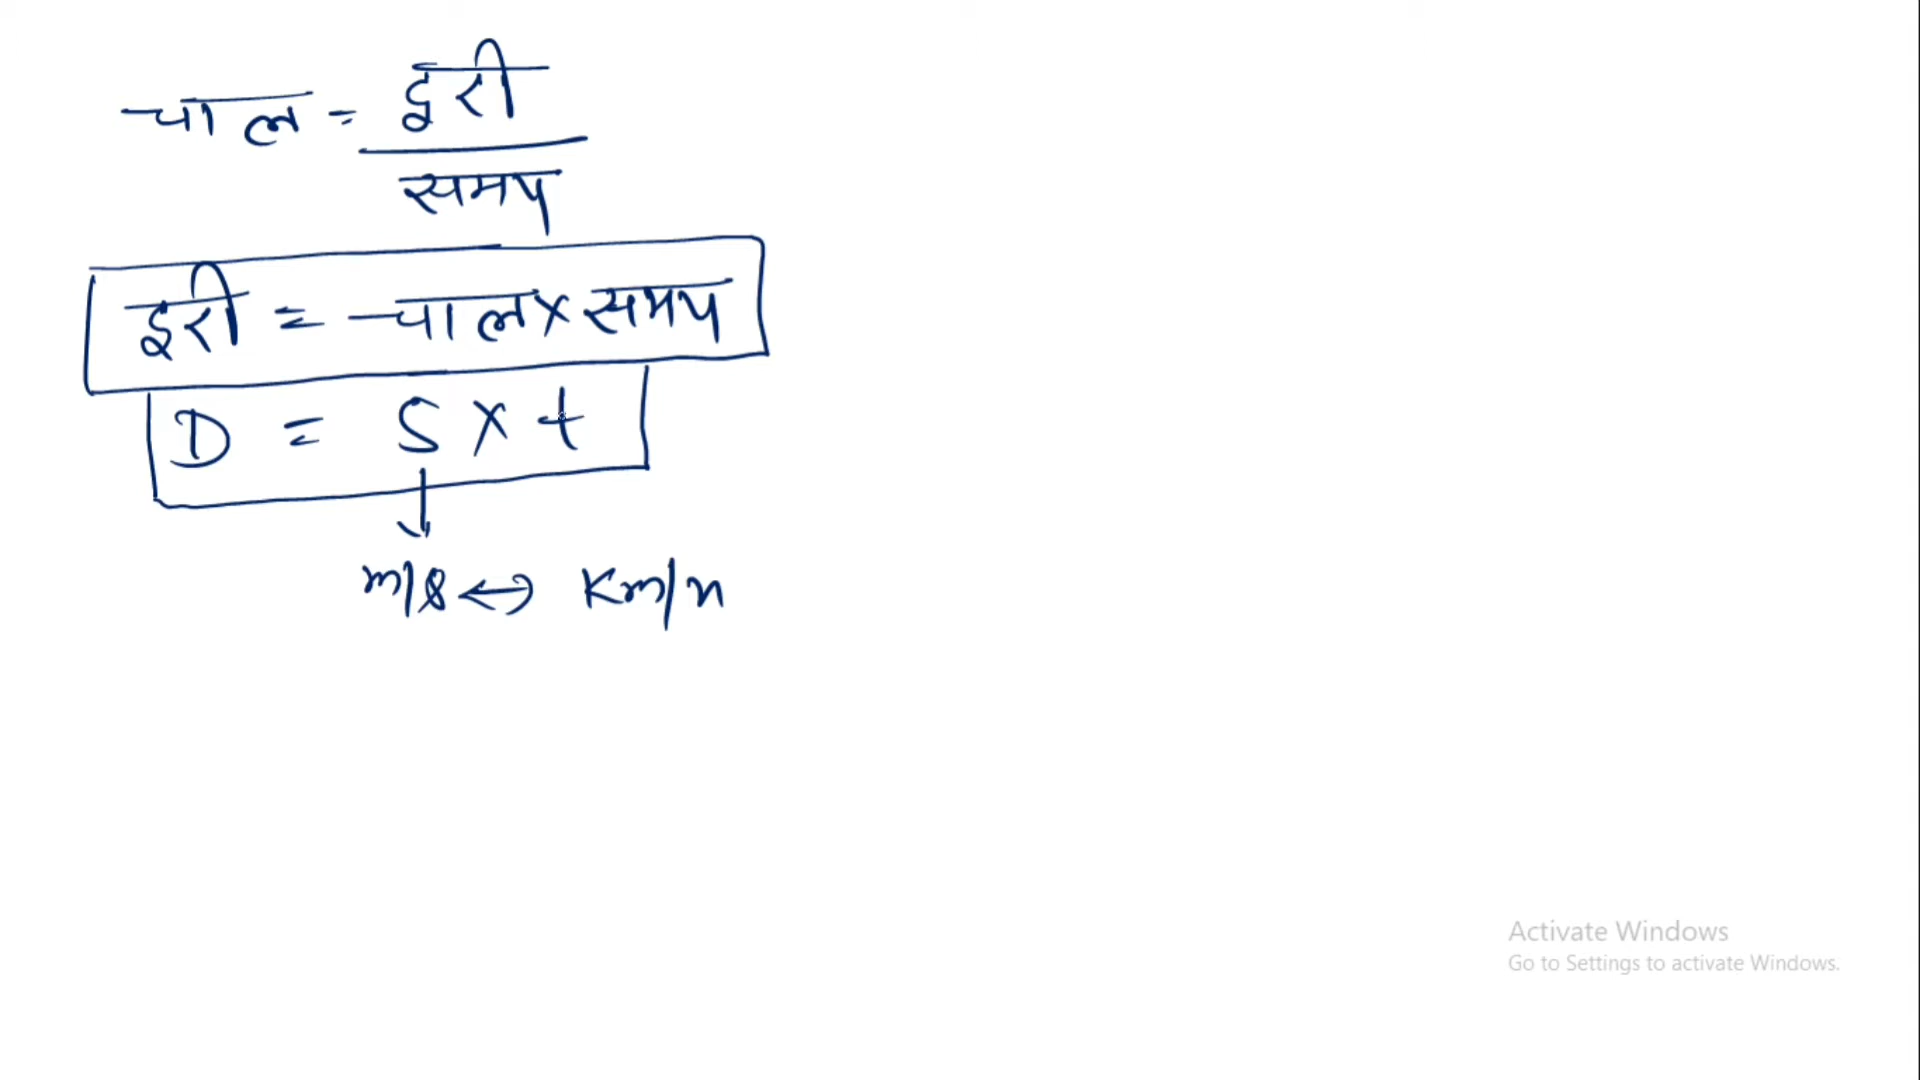 चाल = दूरी
समय
दूरी = चाल × समय
D = S × t
m/s ↔ Km/h
Activate Windows
Go to Settings to activate Windows.